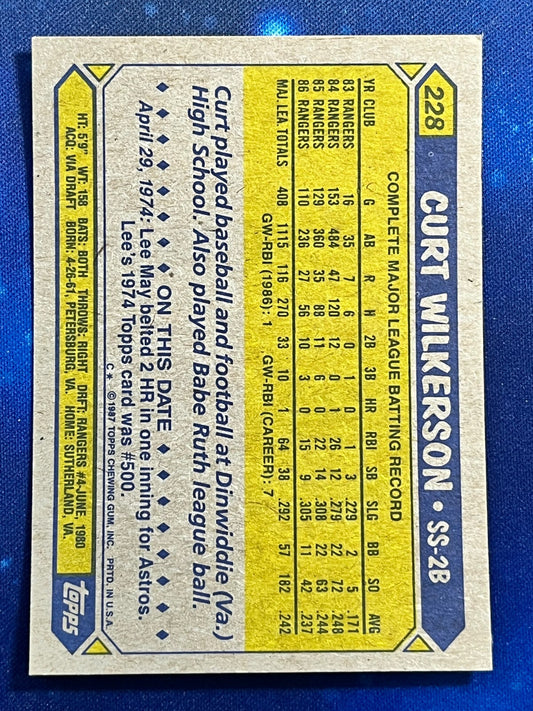 228
CURT WILKERSON • SS-2B
COMPLETE MAJOR LEAGUE BATTING RECORD
YR CLUB G AB R H 2B 3B HR RBI SB SLG BB SO AVG
83 RANGERS 16 35 7 6 0 1 0 1 3 .229 2 5 .171
84 RANGERS 153 484 47 120 12 0 1 26 12 .279 22 72 .248
85 RANGERS 129 360 35 88 11 6 0 22 14 .308 22 63 .244
86 RANGERS 110 236 27 56 10 3 0 15 9 .305 11 42 .237
MAJ. LEA. TOTALS 408 1115 116 270 33 10 1 64 38 .292 57 182 .242
GW-RBI (1986): 1 GW-RBI (CAREER): 7
Curt played baseball and football at Dinwiddie (Va.)
High School. Also played Babe Ruth league ball.
ON THIS DATE
April 29, 1974: Lee May belted 2 HR in one inning for Astros.
Lee's 1974 Topps card was #500.
C* © 1987 TOPPS CHEWING GUM, INC. PRTD. IN U.S.A.
HT: 5'9" WT: 158 BATS: BOTH THROWS: RIGHT DRFT: RANGERS #4-JUNE, 1980
ACQ: VIA DRAFT BORN: 4-26-61, PETERSBURG, VA. HOME: SUTHERLAND, VA.
TOPPS